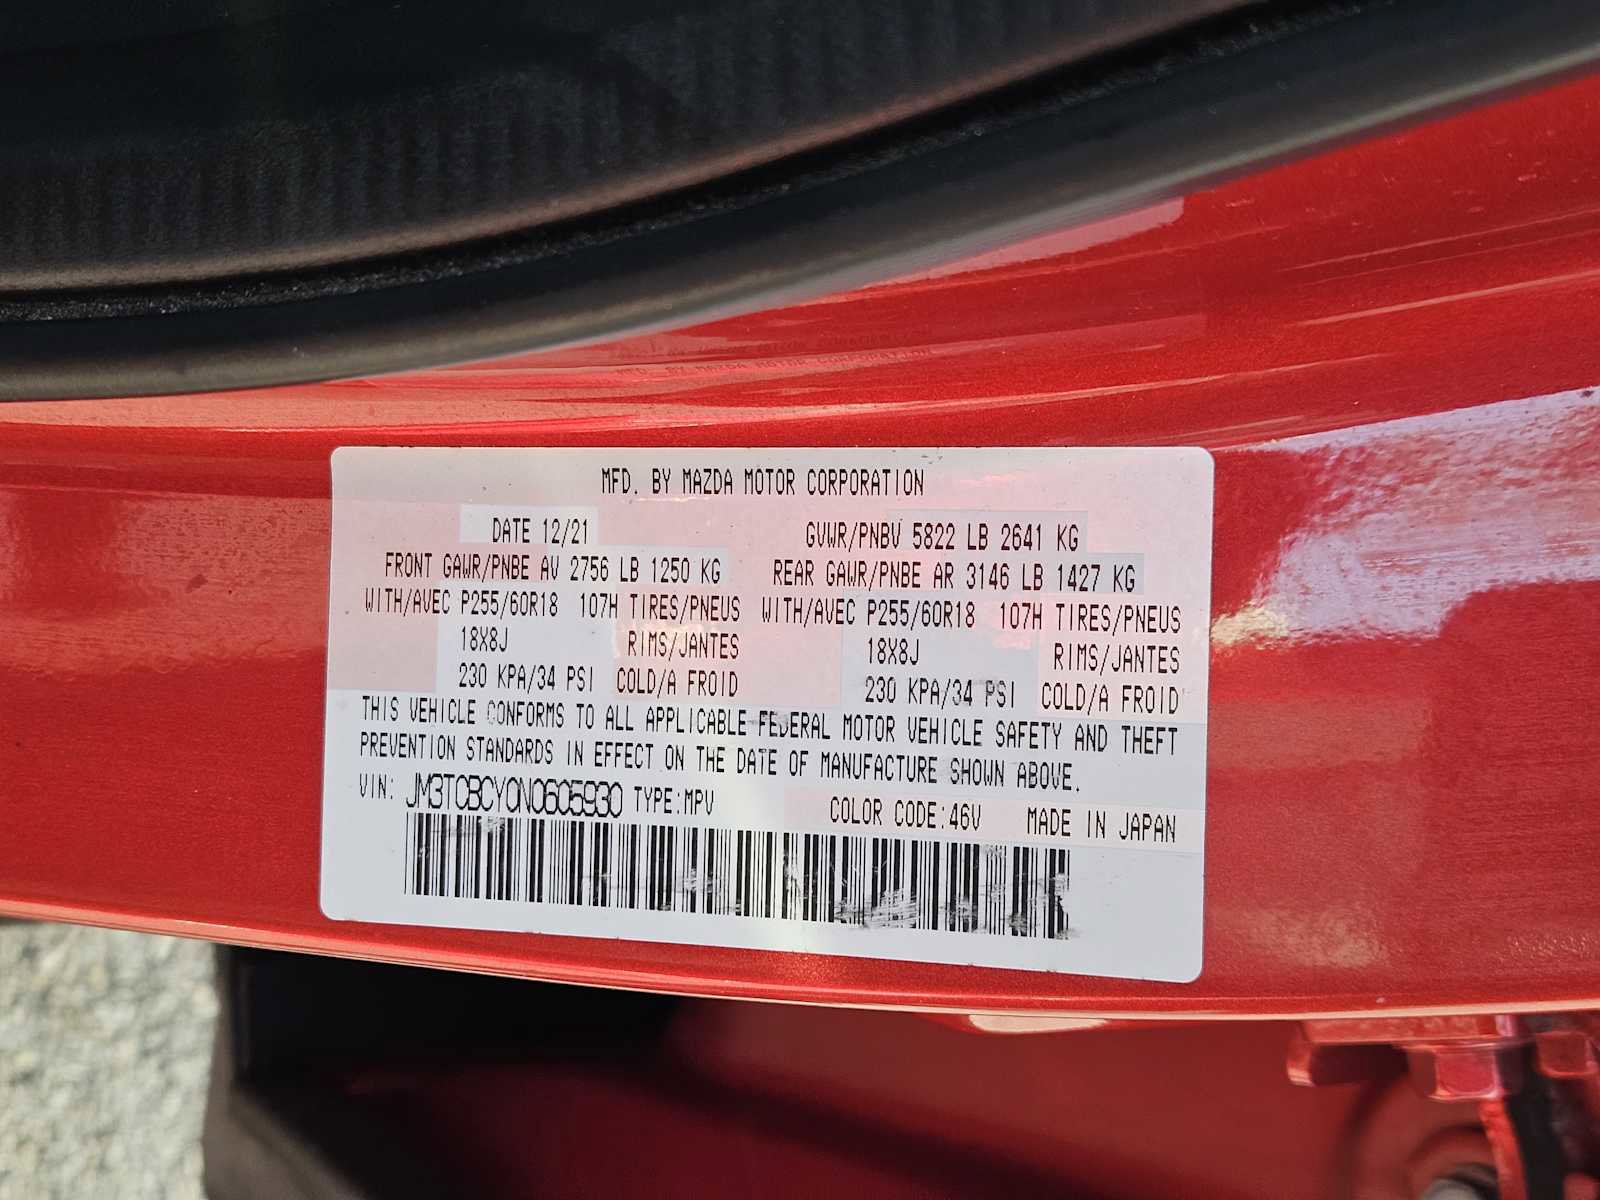 MFD. BY MAZDA MOTOR CORPORATION
DATE 12/21 GVWR/PNBV 5822 LB 2641 KG
FRONT GAWR/PNBE AV 2756 LB 1250 KG REAR GAWR/PNBE AR 3146 LB 1427 KG
WITH/AVEC P255/60R18 107H TIRES/PNEUS WITH/AVEC P255/60R18 107H TIRES/PNEUS
18X8J RIMS/JANTES 18X8J RIMS/JANTES
230 KPA/34 PSI COLD/A FROID 230 KPA/34 PSI COLD/A FROID
THIS VEHICLE CONFORMS TO ALL APPLICABLE FEDERAL MOTOR VEHICLE SAFETY AND THEFT
PREVENTION STANDARDS IN EFFECT ON THE DATE OF MANUFACTURE SHOWN ABOVE.
VIN: JM3TCBCY0N0605930 TYPE:MPV COLOR CODE:46V MADE IN JAPAN